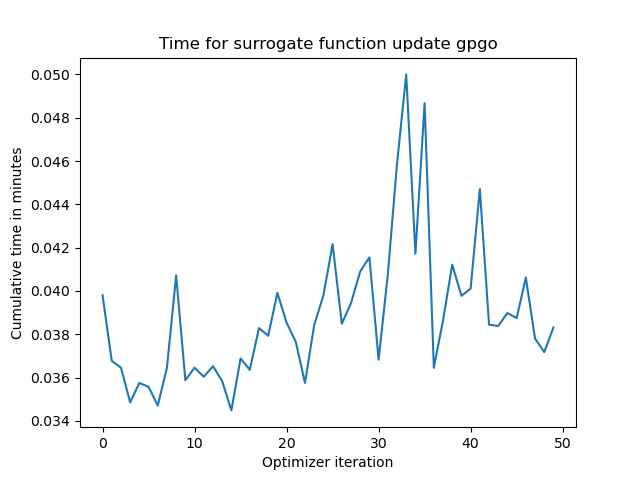 Time for surrogate function update gpgo
Cumulative time in minutes
0.050
0.048
0.046
0.044
0.042
0.040
0.038
0.036
0.034
0 10 20 30 40 50
Optimizer iteration